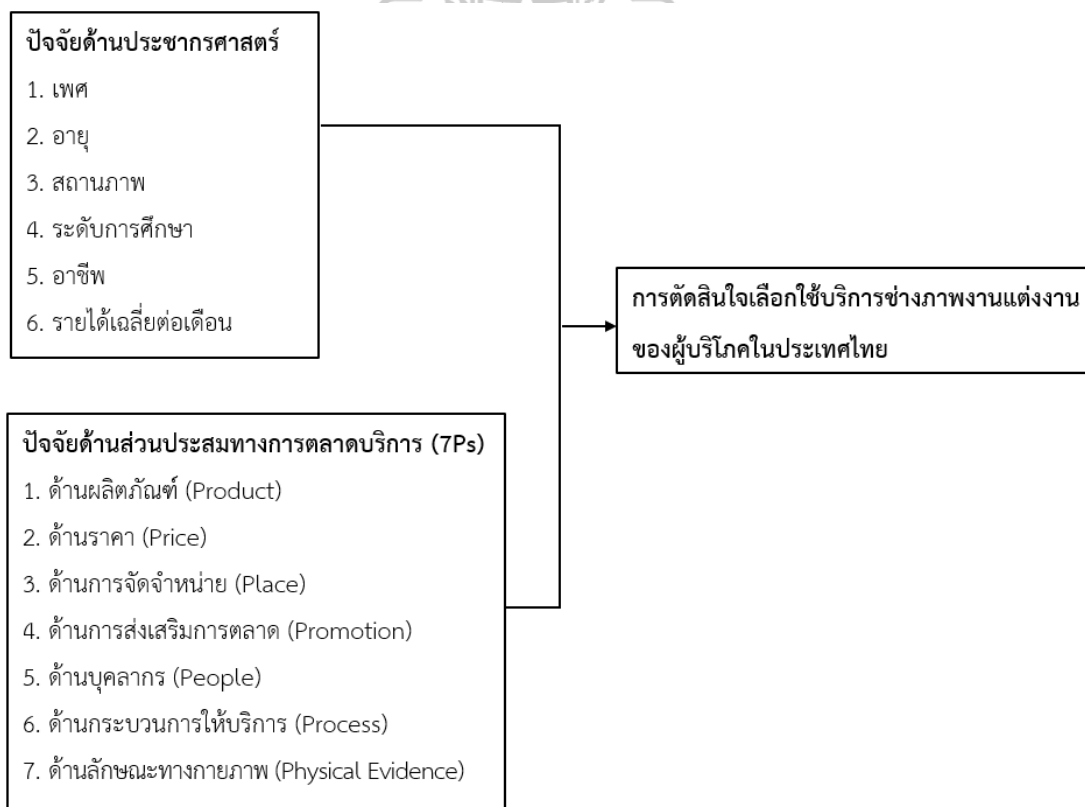 ปัจจัยด้านประชากรศาสตร์
1. เพศ
2. อายุ
3. สถานภาพ
4. ระดับการศึกษา
5. อาชีพ
6. รายได้เฉลี่ยต่อเดือน
การตัดสินใจเลือกใช้บริการช่างภาพงานแต่งงาน
ของผู้บริโภคในประเทศไทย
ปัจจัยด้านส่วนประสมทางการตลาดบริการ (7Ps)
1. ด้านผลิตภัณฑ์ (Product)
2. ด้านราคา (Price)
3. ด้านการจัดจำหน่าย (Place)
4. ด้านการส่งเสริมการตลาด (Promotion)
5. ด้านบุคลากร (People)
6. ด้านกระบวนการให้บริการ (Process)
7. ด้านลักษณะทางกายภาพ (Physical Evidence)